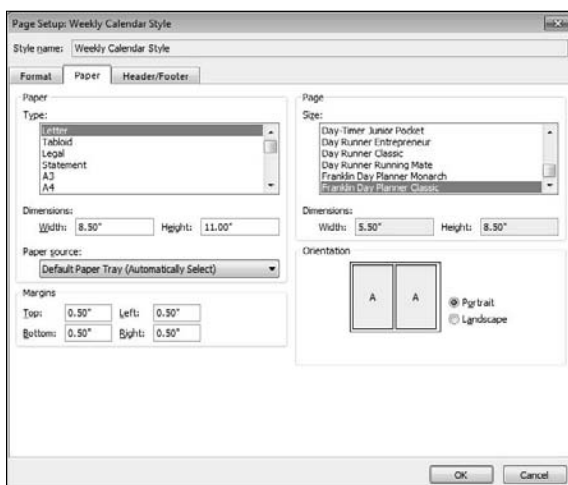 Page Setup: Weekly Calendar Style
Style name: Weekly Calendar Style
Format Paper Header/Footer
Paper
Type:
Letter
Tabloid
Legal
Statement
A3
A4
Dimensions:
Width: 8.50" Height: 11.00"
Paper source:
Default Paper Tray (Automatically Select)
Margins
Top: 0.50" Left: 0.50"
Bottom: 0.50" Right: 0.50"
Page
Size:
Day-Timer Junior Pocket
Day Runner Entrepreneur
Day Runner Classic
Day Runner Running Mate
Franklin Day Planner Monarch
Franklin Day Planner Classic
Dimensions:
Width: 5.50" Height: 8.50"
Orientation
A A
Portrait
Landscape
OK Cancel